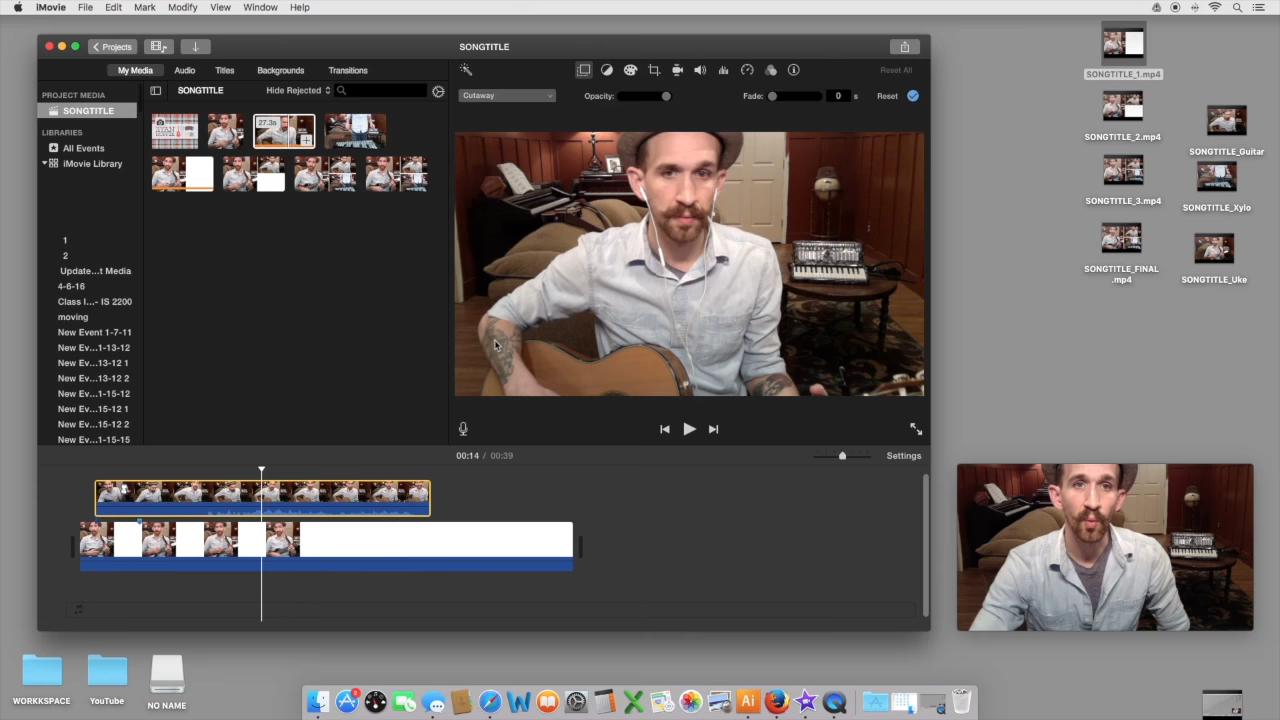 iMovie File Edit Mark Modify View Window Help
Projects
SONGTITLE
My Media Audio Titles Backgrounds Transitions
Reset All
PROJECT MEDIA
SONGTITLE
LIBRARIES
All Events
iMovie Library
1
2
Update...t Media
4-6-16
Class I...- IS 2200
moving
New Event 1-7-11
New Ev...1-13-12
New Ev...13-12 1
New Ev...13-12 2
New Ev...1-15-12
New Ev...15-12 1
New Ev...15-12 2
New Ev...1-15-15
SONGTITLE
Hide Rejected
27.3s
Cutaway
Opacity:
Fade:
0 s
Reset
00:14 / 00:39
Settings
SONGTITLE_1.mp4
SONGTITLE_2.mp4
SONGTITLE_3.mp4
SONGTITLE_FINAL
.mp4
SONGTITLE_Guitar
SONGTITLE_Xylo
SONGTITLE_Uke
WORKKSPACE
YouTube
NO NAME
Ai